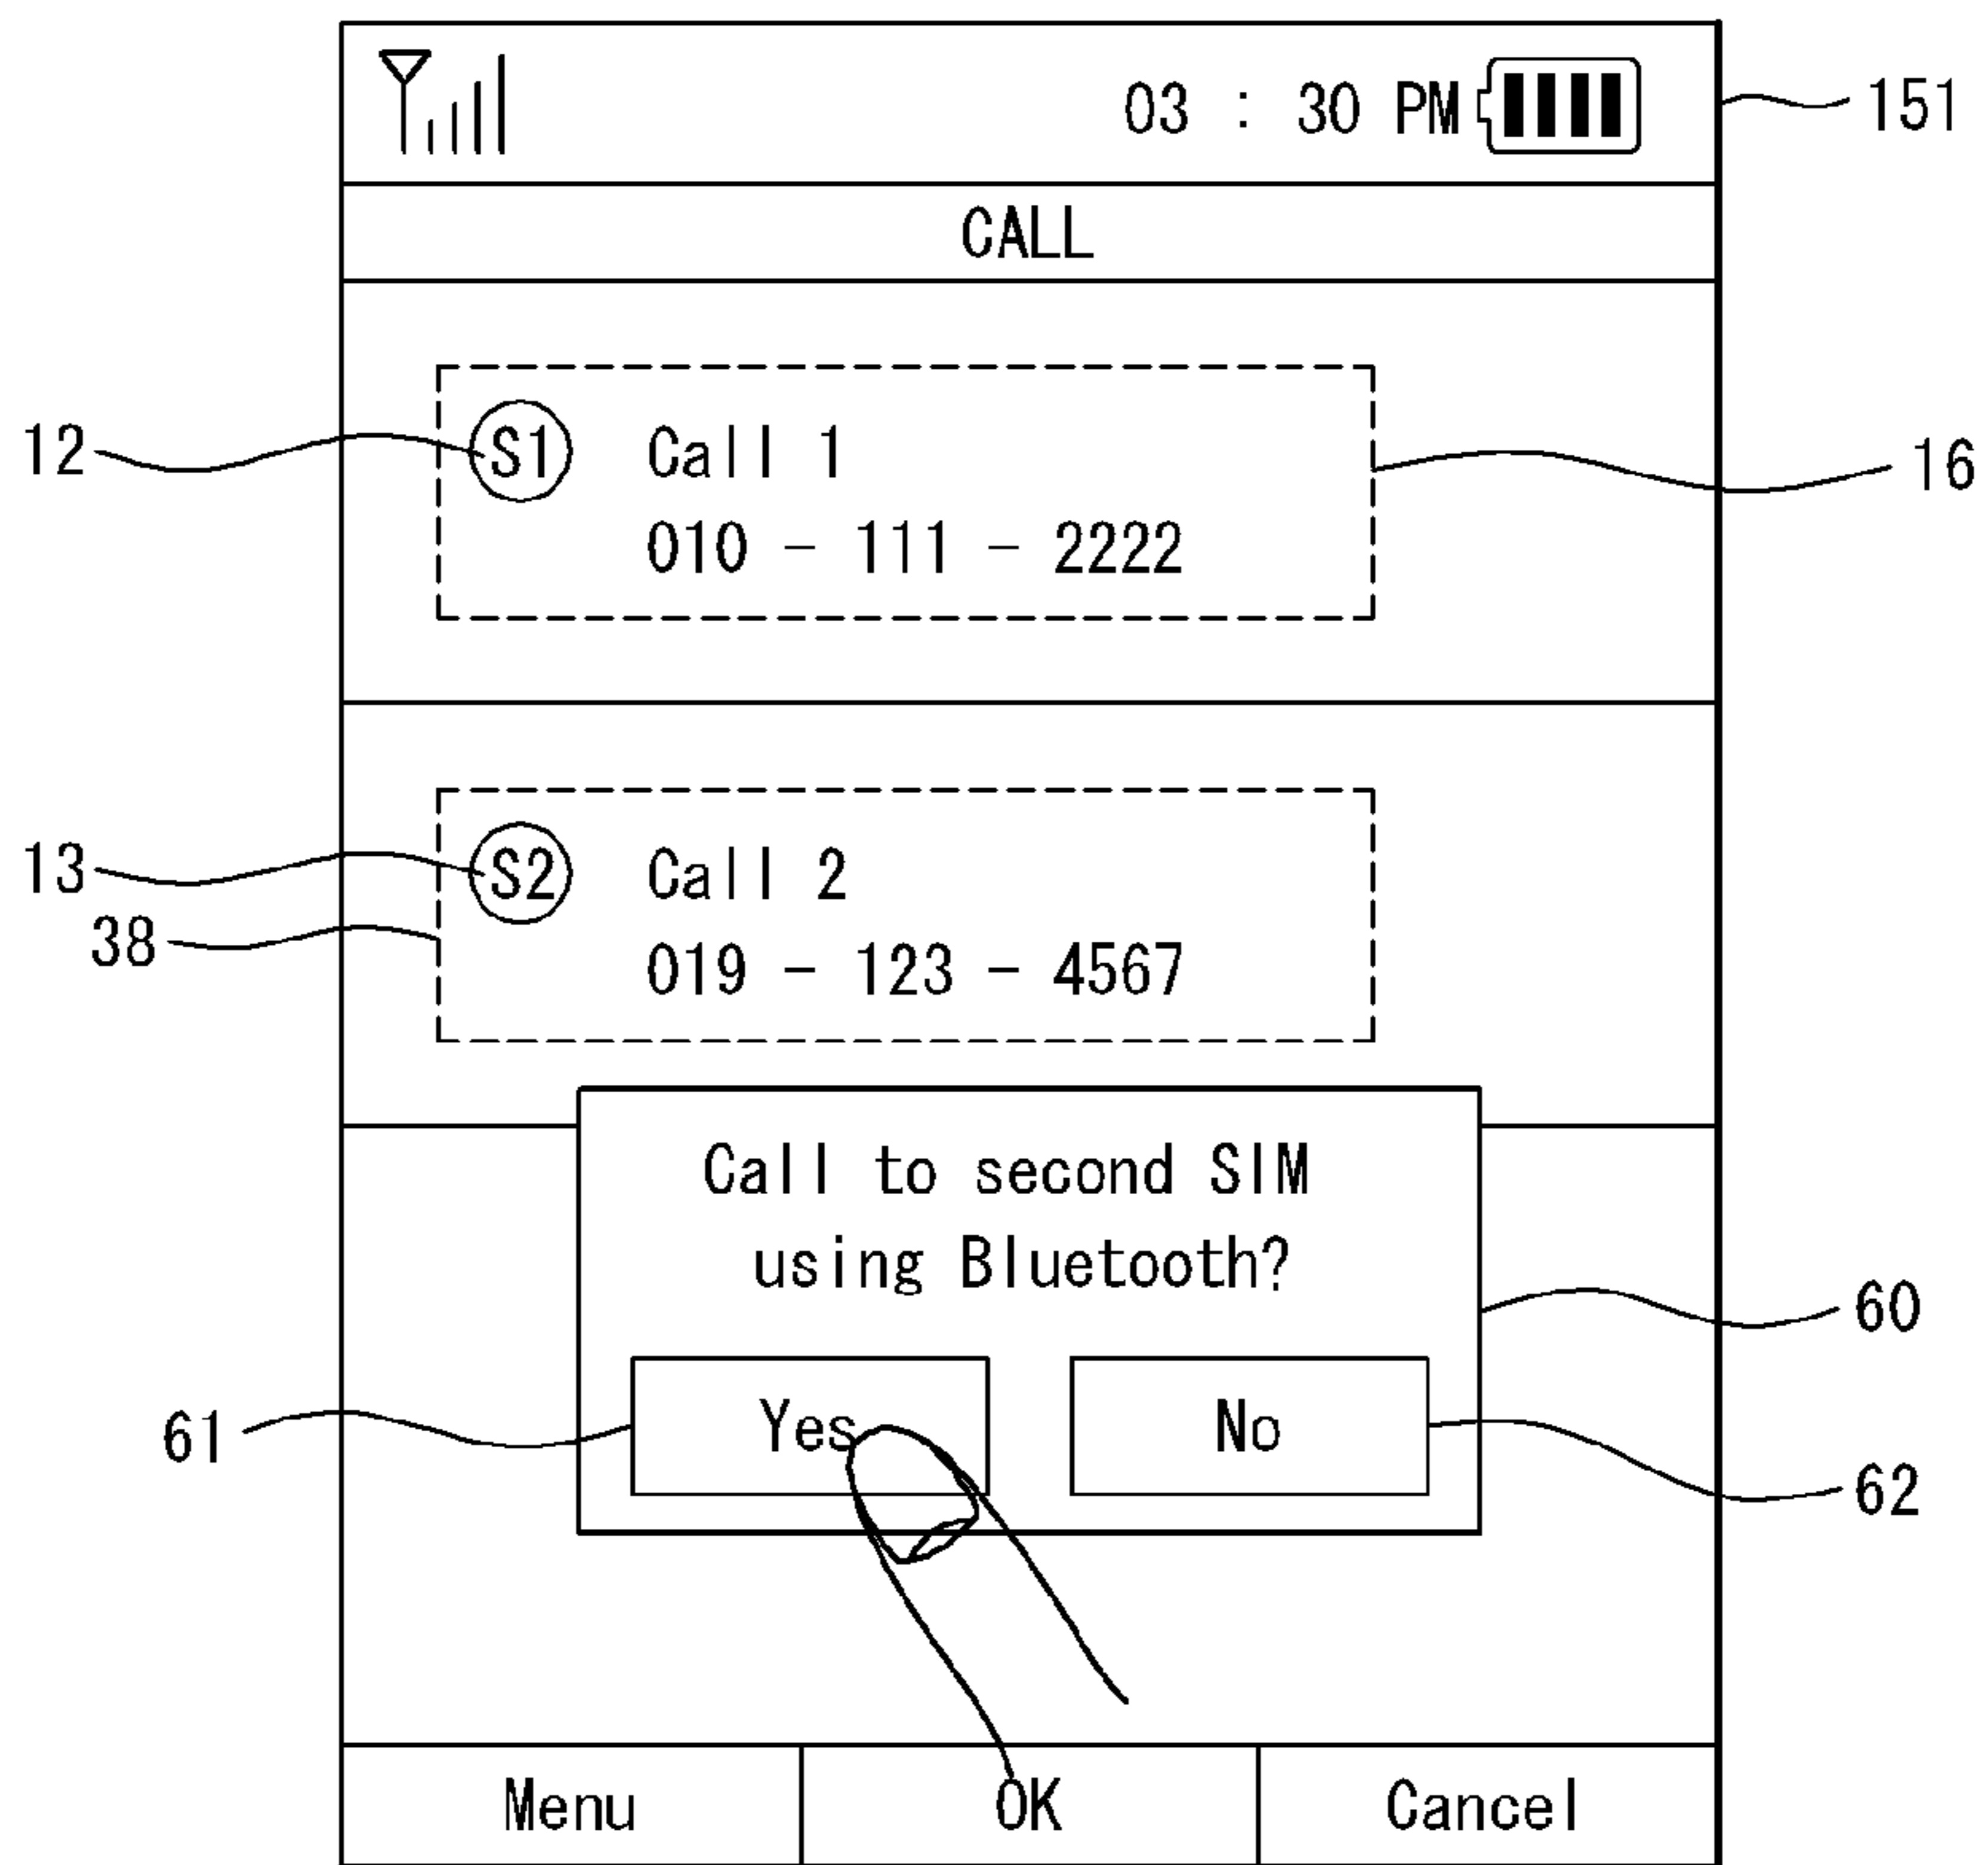 03 : 30 PM
151
CALL
12
S1
Call 1
16
010 - 111 - 2222
13
S2
Call 2
38
019 - 123 - 4567
Call to second SIM
using Bluetooth?
60
61
Yes
No
62
Menu
OK
Cancel